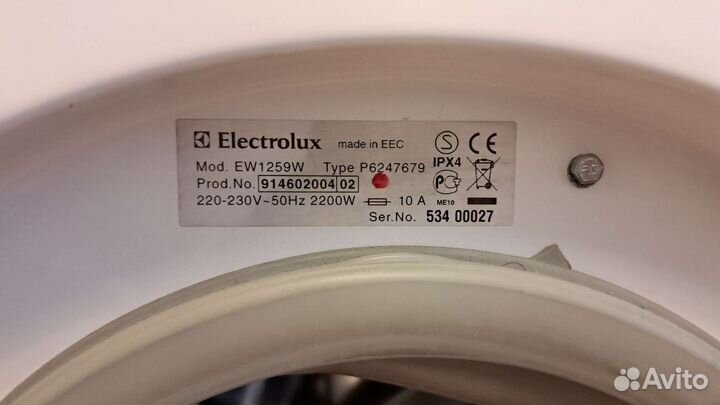 Electrolux made in EEC S CE
Mod. EW1259W Type P6247679 IPX4
Prod.No. 914602004 02
220-230V~50Hz 2200W 10 A ME10
Ser.No. 534 00027
Avito